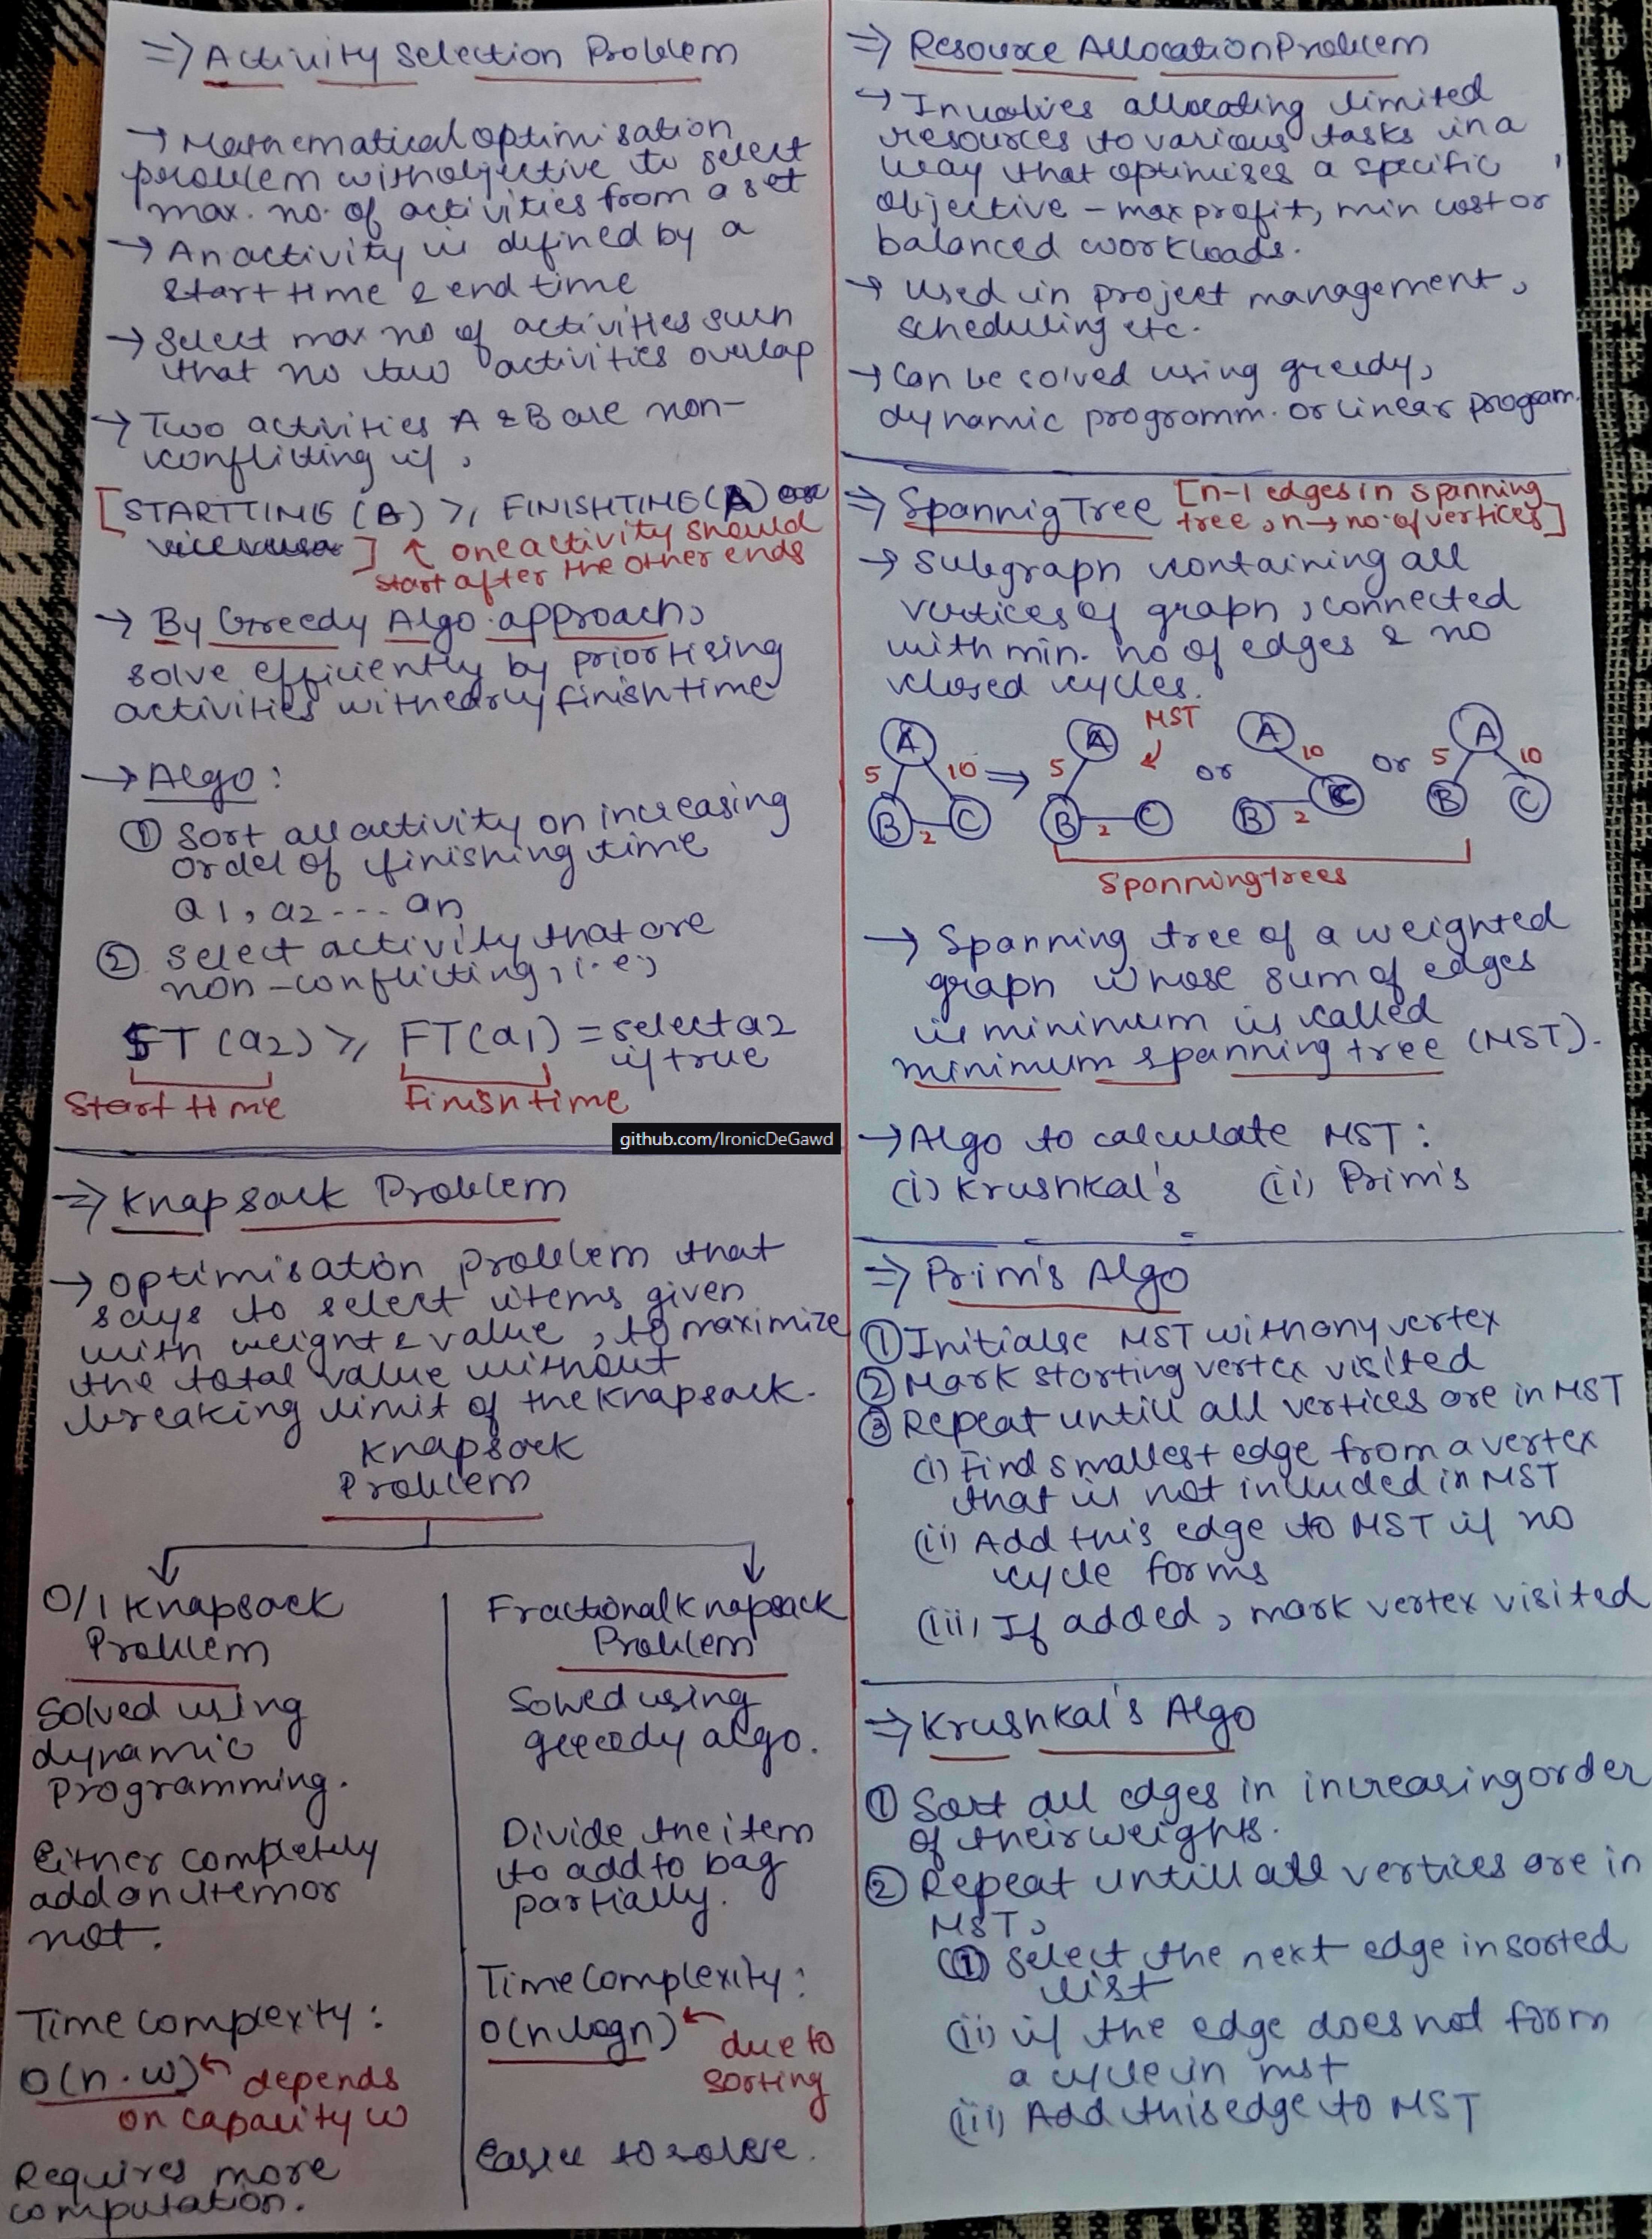 => Activity Selection Problem
→ Mathematical optimisation
problem with objective to select
max. no. of activities from a set
→ An activity is defined by a
start time & end time
→ Select max no of activities such
that no two activities overlap
→ Two activities A & B are non-
conflicting if,
[STARTTIME (B) >, FINISHTIME (A) or
vice versa] ↑ one activity should
start after the other ends
→ By Greedy Algo approach,
solve efficiently by prioritising
activities with early finish time
→ Algo:
① Sort all activity on increasing
order of finishing time
a1, a2 --- an
② Select activity that are
non-conflicting, i.e,
ST (a2) >, FT(a1) = select a2
if true
Start time Finish time
github.com/IronicDeGawd
=> Knapsack Problem
→ Optimisation problem that
says to select items given
with weight & value, to maximize
the total value without
breaking limit of the knapsack.
Knapsack
Problem
0/1 Knapsack
Problem
Solved using
dynamic
programming.
Either completely
add an item or
not.
Time complexity:
O(n.w) ← depends
on capacity w
Requires more
computation.
Fractional Knapsack
Problem
Solved using
greedy algo.
Divide the item
to add to bag
partially.
Time Complexity:
O(n logn) ← due to
sorting
Easier to solve.
=> Resource Allocation Problem
→ Involves allocating limited
resources to various tasks in a
way that optimises a specific
objective - max profit, min cost or
balanced workloads.
→ Used in project management,
scheduling etc.
→ Can be solved using greedy,
dynamic programm. or linear program.
=> Spannig Tree [n-1 edges in spanning
tree, n → no. of vertices]
→ Subgraph containing all
vertices of graph, connected
with min. no of edges & no
closed cycles.
A 5 10 B 2 C => A 5 B 2 C MST or A 10 B 2 C or A 5 10 B C
Spanning trees
→ Spanning tree of a weighted
graph whose sum of edges
is minimum is called
minimum spanning tree (MST).
→ Algo to calculate MST:
(i) Krushkal's (ii) Prim's
=> Prim's Algo
① Initialse MST with any vertex
② Mark starting vertex visited
③ Repeat untill all vertices are in MST
(i) Find smallest edge from a vertex
that is not included in MST
(ii) Add this edge to MST if no
cycle forms
(iii) If added, mark vertex visited
=> Krushkal's Algo
① Sort all edges in increasing order
of their weights.
② Repeat untill all vertices are in
MST,
(i) Select the next edge in sorted
list
(ii) if the edge does not form
a cycle in mst
(iii) Add this edge to MST